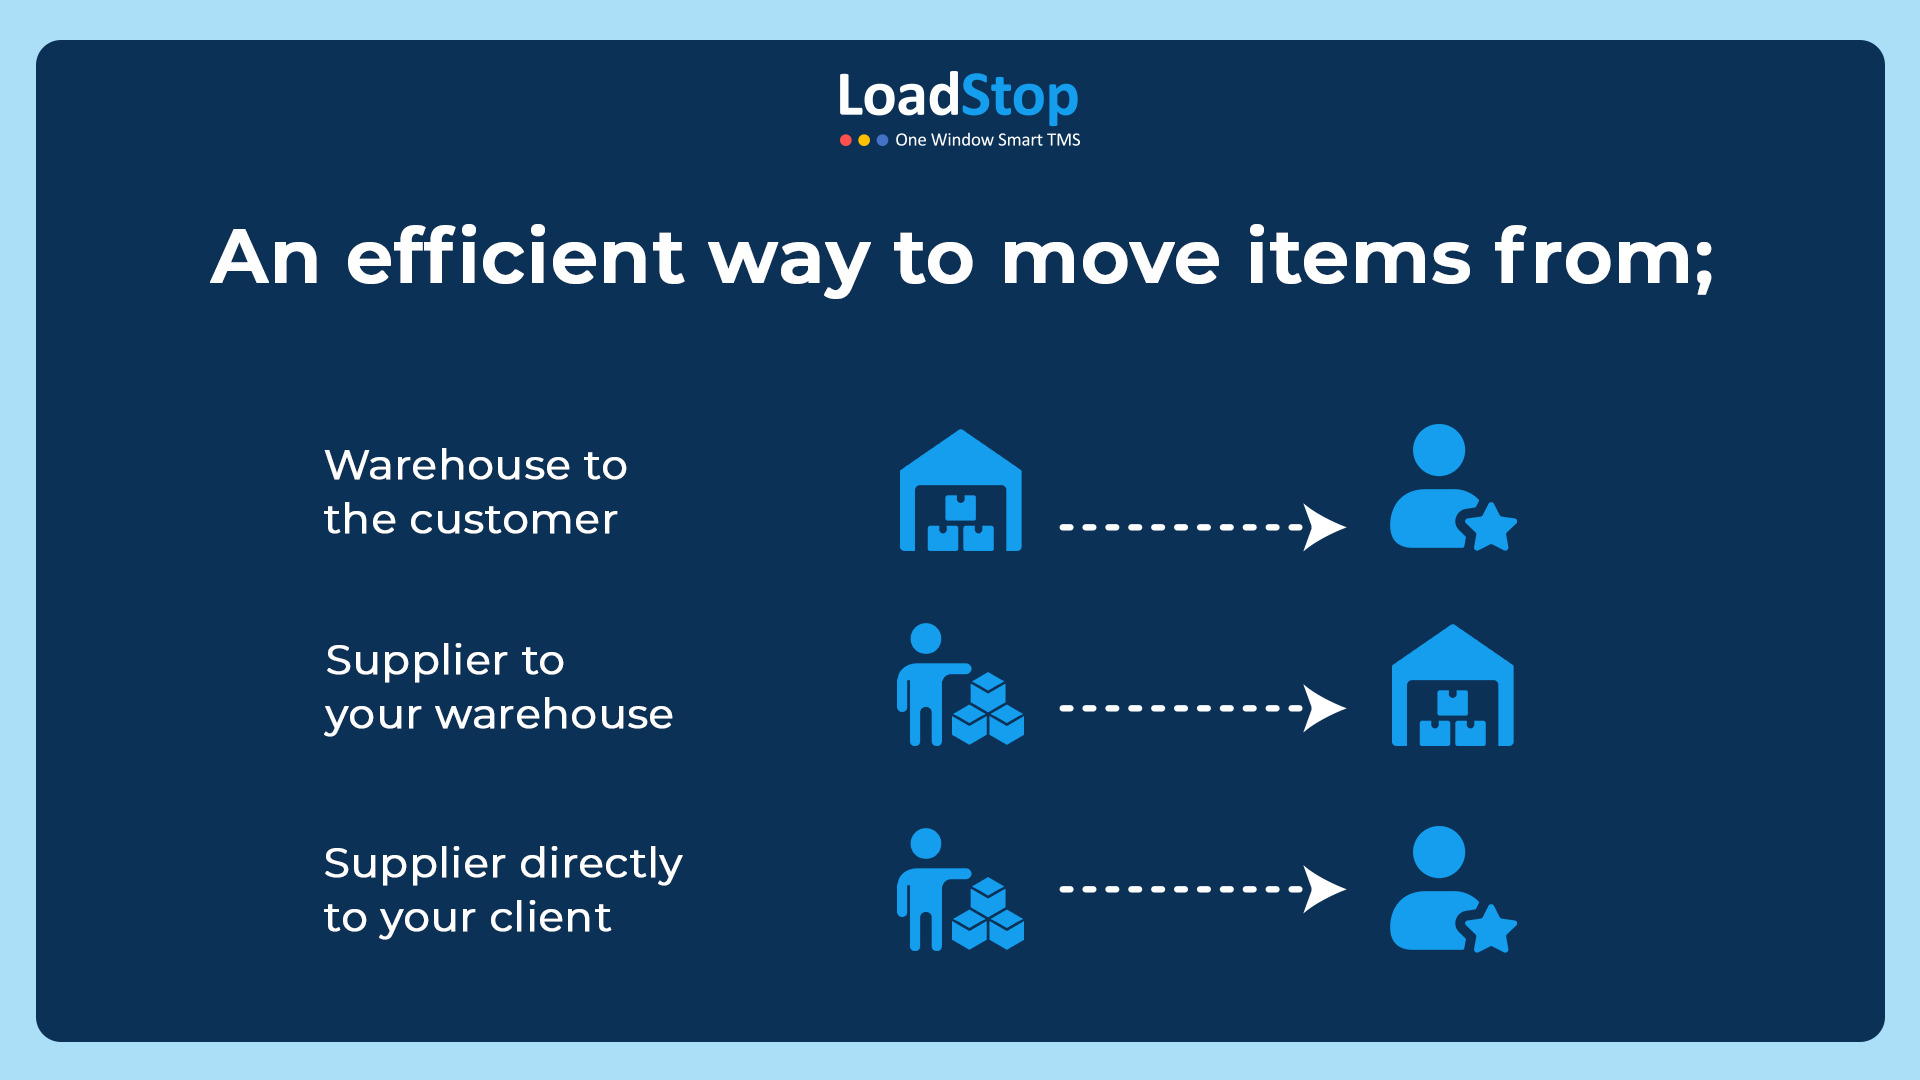 LoadStop
One Window Smart TMS
An efficient way to move items from;
Warehouse to
the customer
Supplier to
your warehouse
Supplier directly
to your client